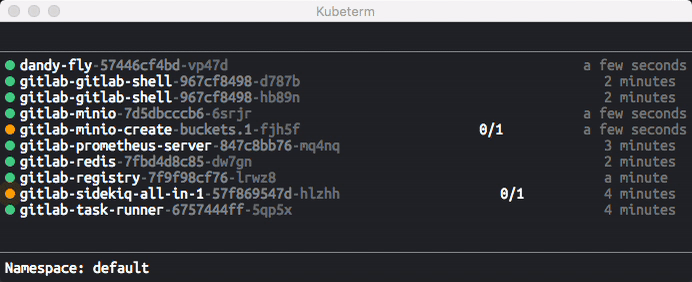 Kubeterm
dandy-fly-57446cf4bd-vp47d a few seconds
gitlab-gitlab-shell-967cf8498-d787b 2 minutes
gitlab-gitlab-shell-967cf8498-hb89n 2 minutes
gitlab-minio-7d5dbcccb6-6srjr a few seconds
gitlab-minio-create-buckets.1-fjh5f 0/1 a few seconds
gitlab-prometheus-server-847c8bb76-mq4nq 3 minutes
gitlab-redis-7fbd4d8c85-dw7gn 2 minutes
gitlab-registry-7f9f98cf76-lrwz8 a minute
gitlab-sidekiq-all-in-1-57f869547d-hlzhh 0/1 4 minutes
gitlab-task-runner-6757444ff-5qp5x 4 minutes
Namespace: default